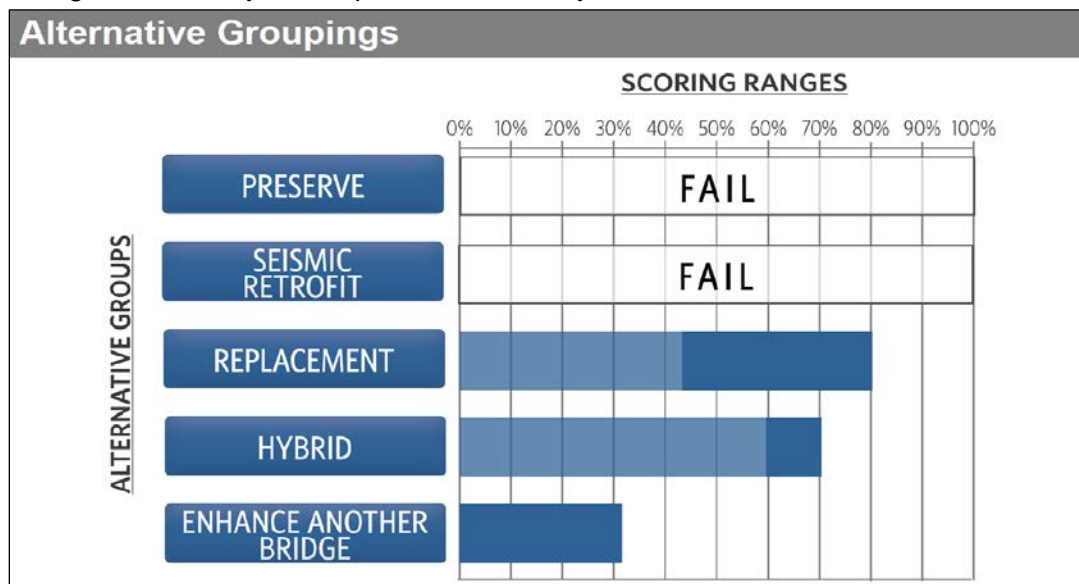 Alternative Groupings
SCORING RANGES
0% 10% 20% 30% 40% 50% 60% 70% 80% 90% 100%
ALTERNATIVE GROUPS
PRESERVE
FAIL
SEISMIC
RETROFIT
FAIL
REPLACEMENT
HYBRID
ENHANCE ANOTHER
BRIDGE